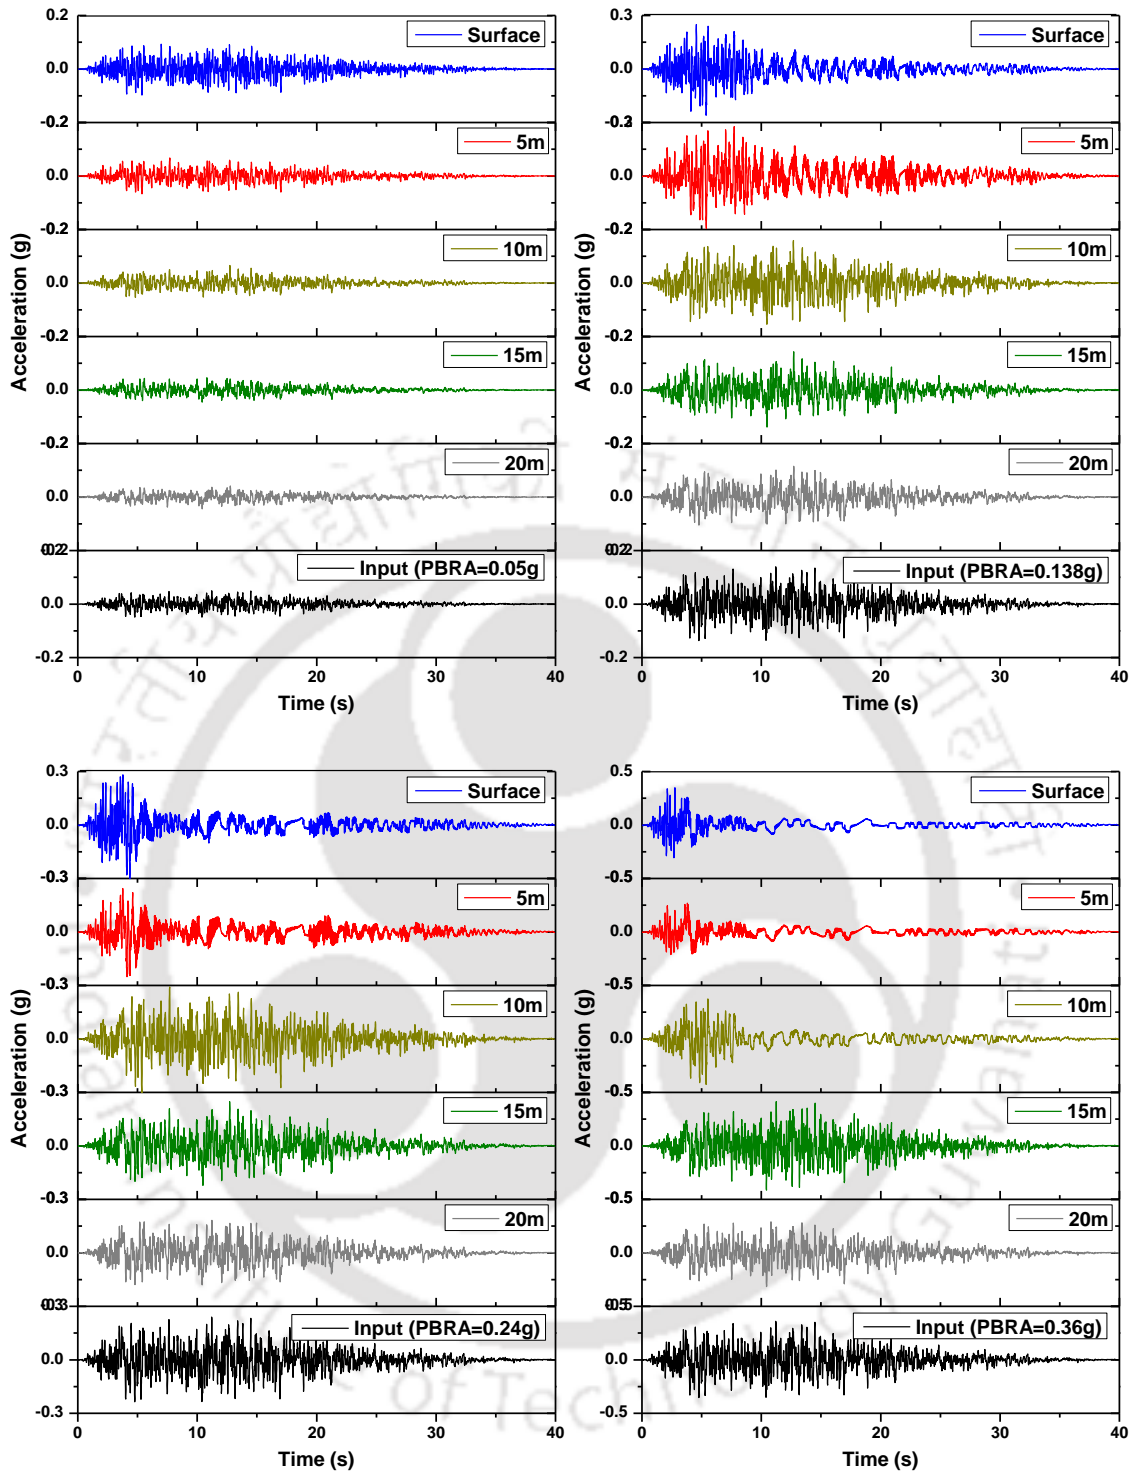 0.2
0.3
Surface
Surface
0.0
0.0
-0.2
5m
5m
0.0
0.0
-0.2
-0.2
10m
10m
0.0
0.0
-0.2
-0.2
15m
15m
0.0
0.0
-0.2
-0.2
20m
20m
0.0
0.0
Input (PBRA=0.05g
Input (PBRA=0.138g)
0.0
0.0
-0.2
-0.2
0 10 20 30 40
0 10 20 30 40
Time (s)
Time (s)
Acceleration (g)
Acceleration (g)
0.3
0.5
Surface
Surface
0.0
0.0
-0.3
-0.5
5m
5m
0.0
0.0
-0.3
-0.5
10m
10m
0.0
0.0
-0.3
-0.5
15m
15m
0.0
0.0
-0.3
-0.5
20m
20m
0.0
0.0
Input (PBRA=0.24g)
Input (PBRA=0.36g)
0.0
0.0
-0.3
-0.5
0 10 20 30 40
0 10 20 30 40
Time (s)
Time (s)
Acceleration (g)
Acceleration (g)
of Technology Guwahati